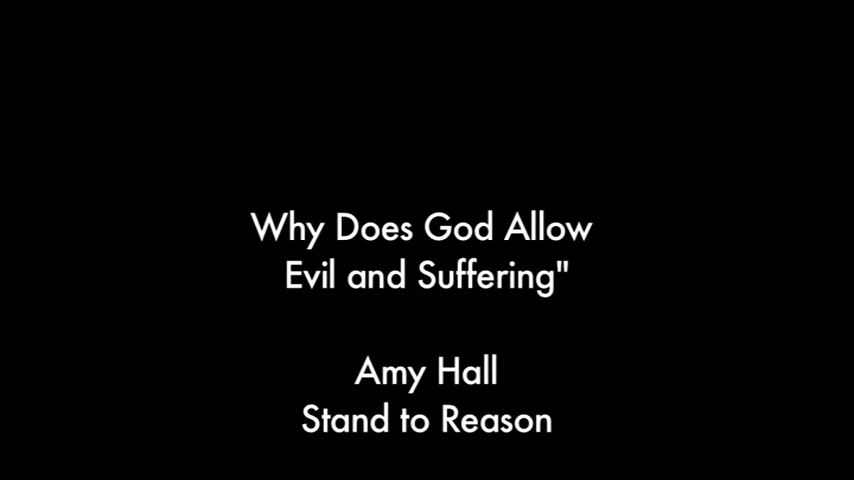 Why Does God Allow
Evil and Suffering"
Amy Hall
Stand to Reason